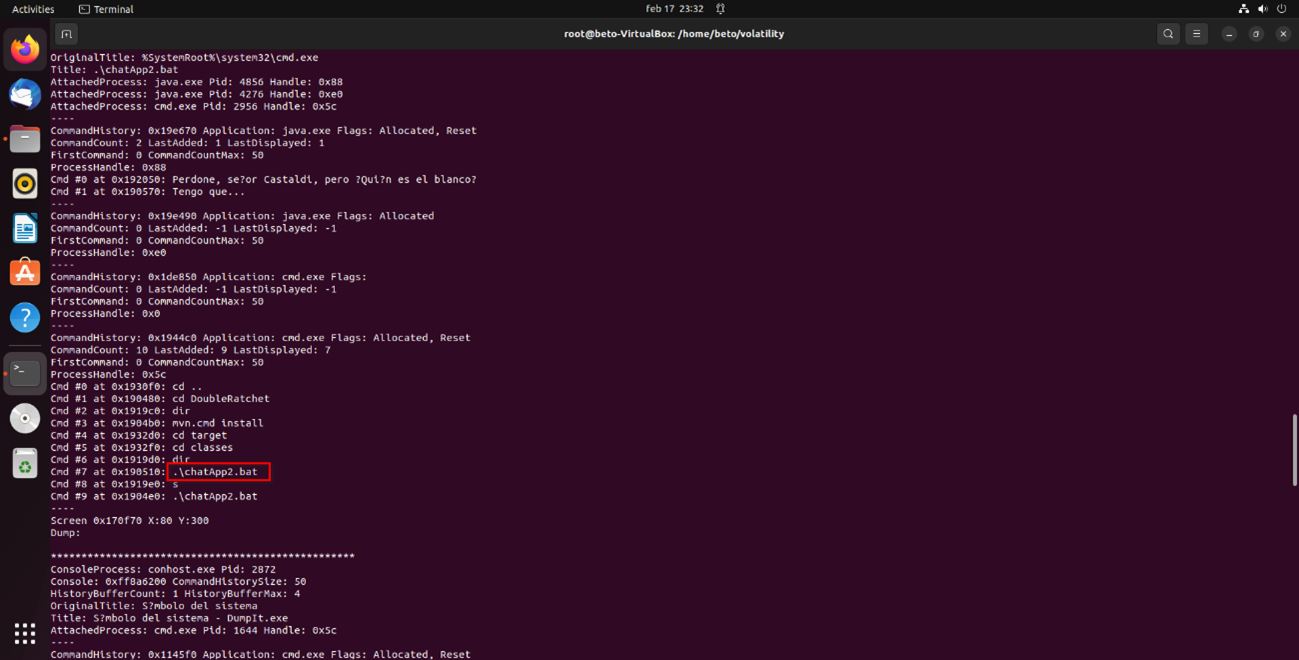 Activities
Terminal
feb 17 23:32
root@beto-VirtualBox: /home/beto/volatility
OriginalTitle: %SystemRoot%\system32\cmd.exe
Title: .\chatApp2.bat
AttachedProcess: java.exe Pid: 4856 Handle: 0x88
AttachedProcess: java.exe Pid: 4276 Handle: 0xe0
AttachedProcess: cmd.exe Pid: 2956 Handle: 0x5c
----
CommandHistory: 0x19e670 Application: java.exe Flags: Allocated, Reset
CommandCount: 2 LastAdded: 1 LastDisplayed: 1
FirstCommand: 0 CommandCountMax: 50
ProcessHandle: 0x88
Cmd #0 at 0x192050: Perdone, se?or Castaldi, pero ?Qui?n es el blanco?
Cmd #1 at 0x190570: Tengo que...
----
CommandHistory: 0x19e490 Application: java.exe Flags: Allocated
CommandCount: 0 LastAdded: -1 LastDisplayed: -1
FirstCommand: 0 CommandCountMax: 50
ProcessHandle: 0xe0
----
CommandHistory: 0x1de850 Application: cmd.exe Flags:
CommandCount: 0 LastAdded: -1 LastDisplayed: -1
FirstCommand: 0 CommandCountMax: 50
ProcessHandle: 0x0
----
CommandHistory: 0x1944c0 Application: cmd.exe Flags: Allocated, Reset
CommandCount: 10 LastAdded: 9 LastDisplayed: 7
FirstCommand: 0 CommandCountMax: 50
ProcessHandle: 0x5c
Cmd #0 at 0x1930f0: cd ..
Cmd #1 at 0x190480: cd DoubleRatchet
Cmd #2 at 0x1919c0: dir
Cmd #3 at 0x1904b0: mvn.cmd install
Cmd #4 at 0x1932d0: cd target
Cmd #5 at 0x1932f0: cd classes
Cmd #6 at 0x1919d0: dir
Cmd #7 at 0x190510: .\chatApp2.bat
Cmd #8 at 0x1919e0: s
Cmd #9 at 0x1904e0: .\chatApp2.bat
----
Screen 0x170f70 X:80 Y:300
Dump:
**************************************************
ConsoleProcess: conhost.exe Pid: 2872
Console: 0xff8a6200 CommandHistorySize: 50
HistoryBufferCount: 1 HistoryBufferMax: 4
OriginalTitle: S?mbolo del sistema
Title: S?mbolo del sistema - DumpIt.exe
AttachedProcess: cmd.exe Pid: 1644 Handle: 0x5c
----
CommandHistory: 0x1145f0 Application: cmd.exe Flags: Allocated, Reset